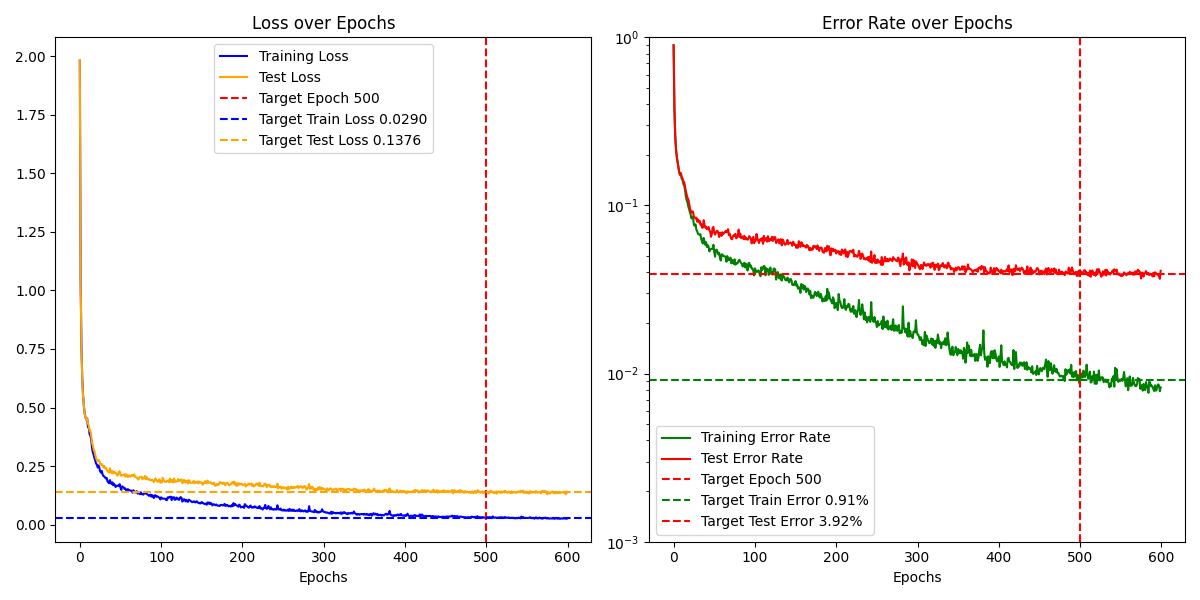 Loss over Epochs
2.00
1.75
1.50
1.25
1.00
0.75
0.50
0.25
0.00
Training Loss
Test Loss
Target Epoch 500
Target Train Loss 0.0290
Target Test Loss 0.1376
0 100 200 300 400 500 600
Epochs
Error Rate over Epochs
10⁰
10⁻¹
10⁻²
10⁻³
Training Error Rate
Test Error Rate
Target Epoch 500
Target Train Error 0.91%
Target Test Error 3.92%
0 100 200 300 400 500 600
Epochs